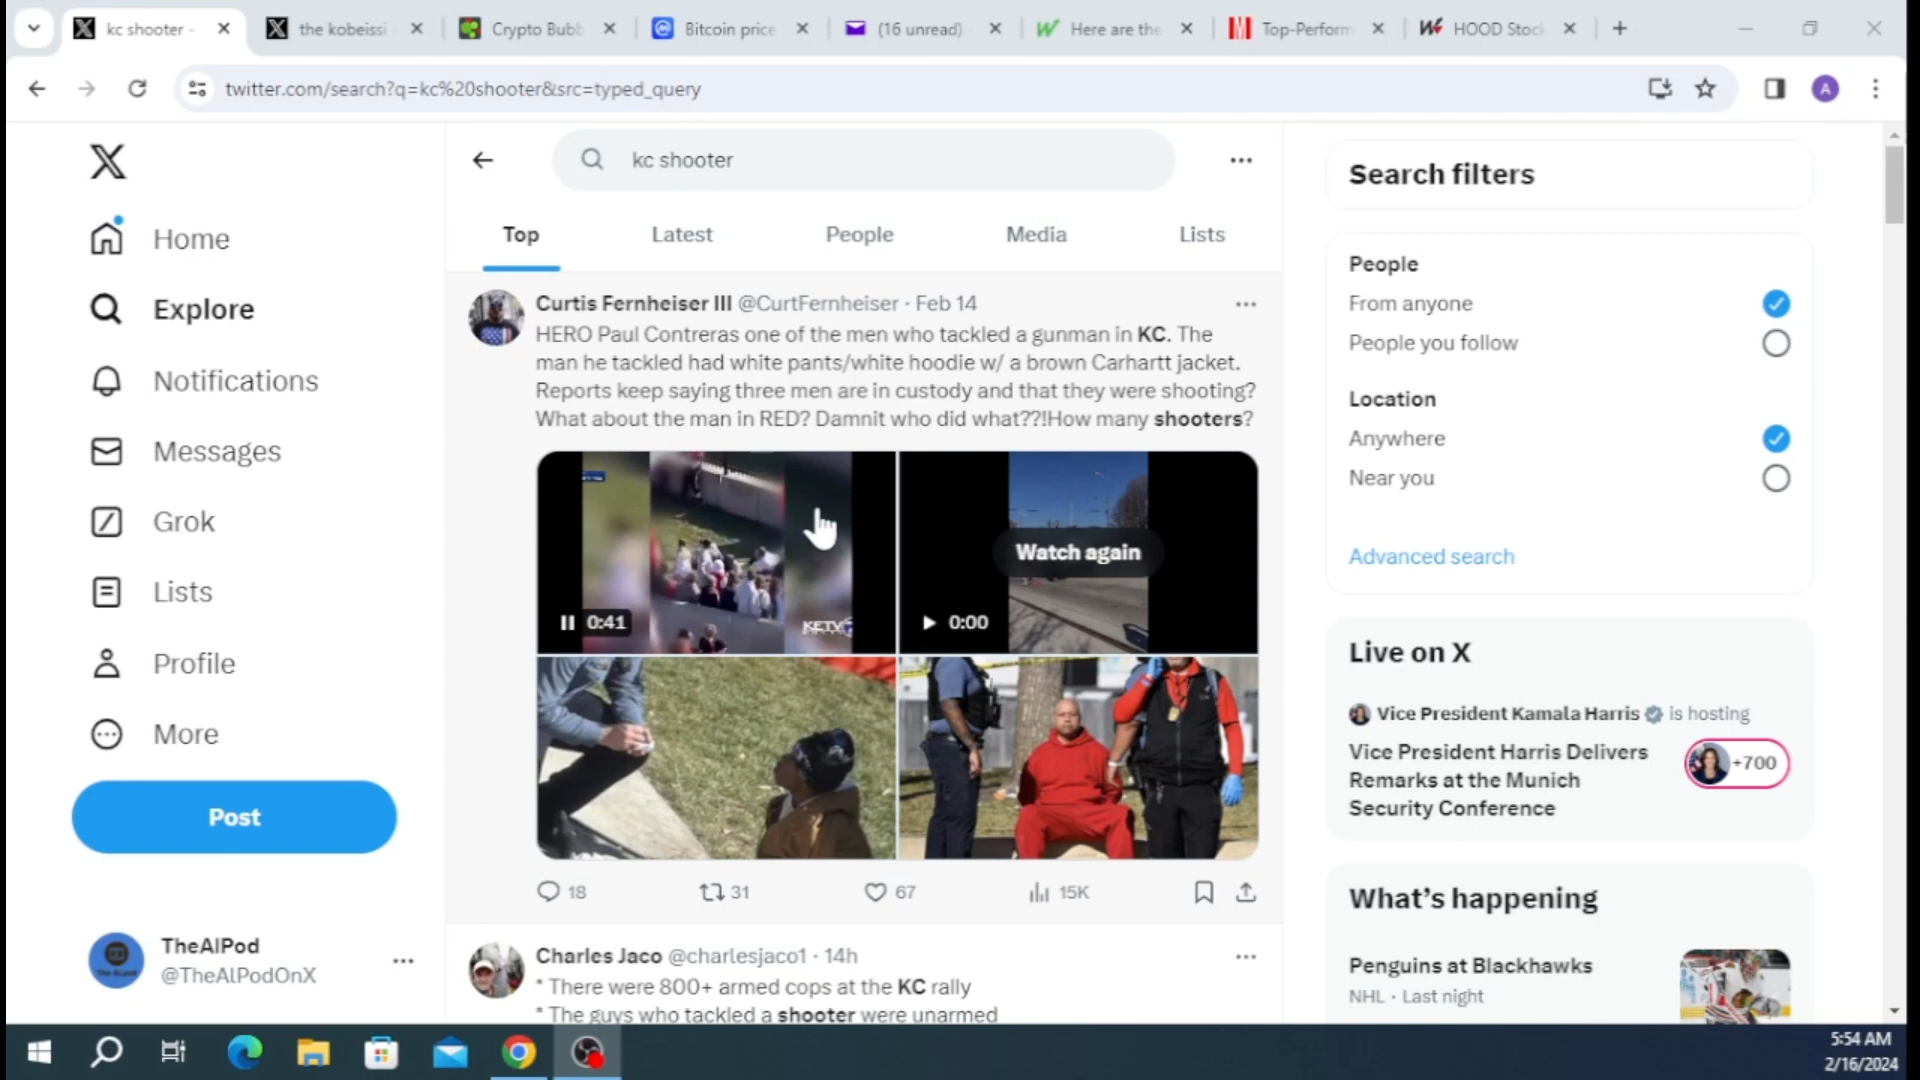 kc shooter -
the kobeissi
Crypto Bubb
Bitcoin price
(16 unread)
Here are the
Top-Perform
HOOD Stock
twitter.com/search?q=kc%20shooter&src=typed_query
A
kc shooter
Top
Latest
People
Media
Lists
Home
Explore
Notifications
Messages
Grok
Lists
Profile
More
Post
TheAIPod
@TheAlPodOnX
Curtis Fernheiser III @CurtFernheiser · Feb 14
HERO Paul Contreras one of the men who tackled a gunman in KC. The
man he tackled had white pants/white hoodie w/ a brown Carhartt jacket.
Reports keep saying three men are in custody and that they were shooting?
What about the man in RED? Damnit who did what??!How many shooters?
0:41
KETV
Watch again
0:00
18
31
67
15K
Charles Jaco @charlesjaco1 · 14h
* There were 800+ armed cops at the KC rally
* The guys who tackled a shooter were unarmed
Search filters
People
From anyone
People you follow
Location
Anywhere
Near you
Advanced search
Live on X
Vice President Kamala Harris is hosting
Vice President Harris Delivers
Remarks at the Munich
Security Conference
+700
What's happening
Penguins at Blackhawks
NHL · Last night
5:54 AM
2/16/2024